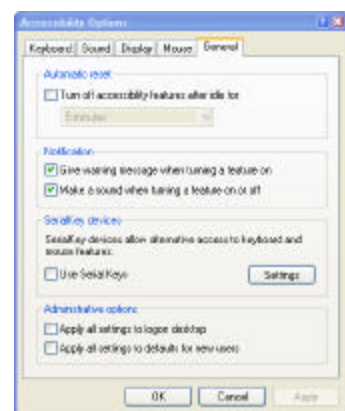 Accessibility Options
Keyboard Sound Display Mouse General
Automatic reset
Turn off accessibility features after idle for:
5 minutes
Notification
Give warning message when turning a feature on
Make a sound when turning a feature on or off
SerialKey devices
SerialKey devices allow alternative access to keyboard and
mouse features.
Use Serial Keys
Settings
Administrative options
Apply all settings to logon desktop
Apply all settings to defaults for new users
OK Cancel Apply